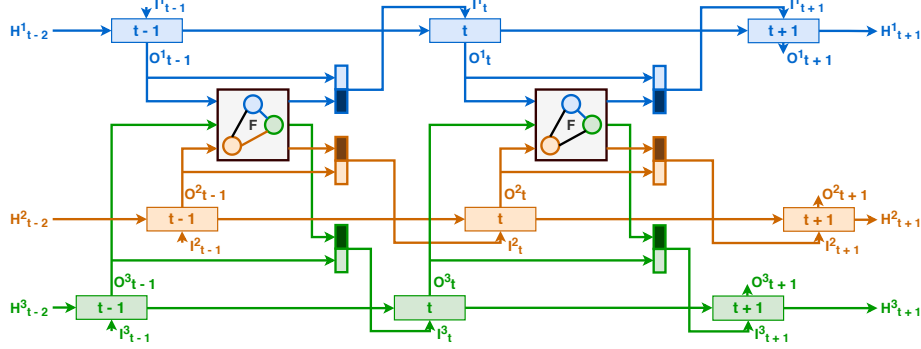 I¹t-1 I¹t I¹t+1
H¹t-2 t - 1 t t + 1 H¹t+1
O¹t-1 O¹t O¹t+1
F F
O²t-1 O²t O²t+1
H²t-2 t - 1 t t + 1 H²t+1
I²t-1 I²t I²t+1
O³t-1 O³t O³t+1
H³t-2 t - 1 t t + 1 H³t+1
I³t-1 I³t I³t+1